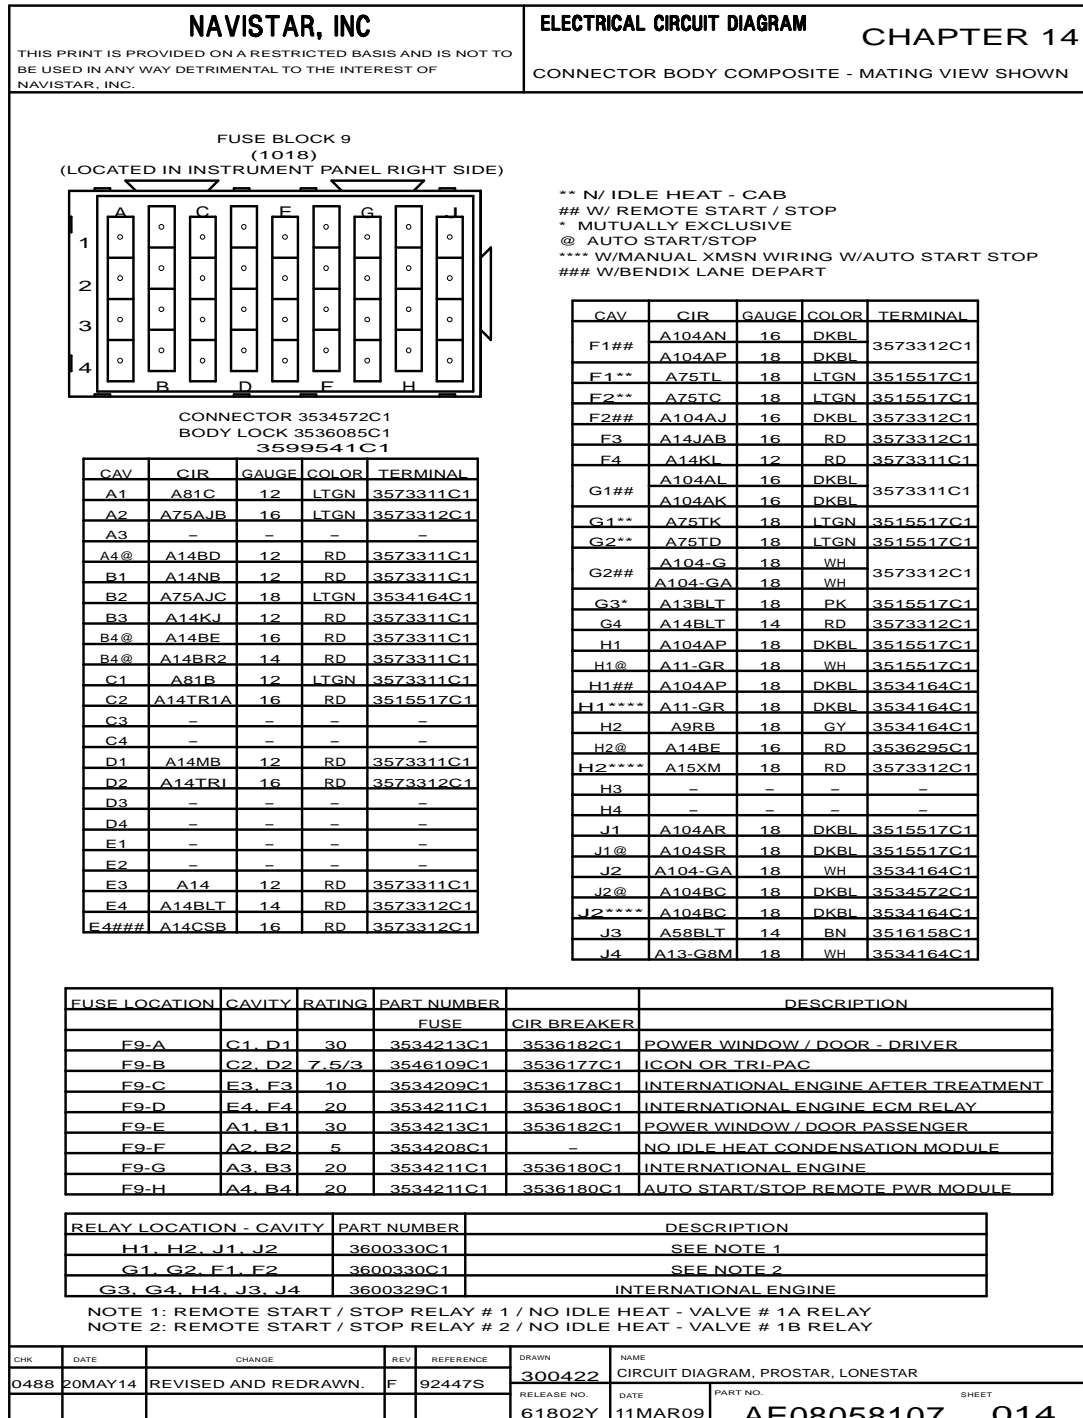 NAVISTAR, INC
THIS PRINT IS PROVIDED ON A RESTRICTED BASIS AND IS NOT TO
BE USED IN ANY WAY DETRIMENTAL TO THE INTEREST OF
NAVISTAR, INC.
ELECTRICAL CIRCUIT DIAGRAM
CHAPTER 14
CONNECTOR BODY COMPOSITE - MATING VIEW SHOWN
FUSE BLOCK 9
(1018)
(LOCATED IN INSTRUMENT PANEL RIGHT SIDE)
A C E G J
1
2
3
4
B D F H
CONNECTOR 3534572C1
BODY LOCK 3536085C1
3599541C1
CAV CIR GAUGE COLOR TERMINAL
A1 A81C 12 LTGN 3573311C1
A2 A75AJB 16 LTGN 3573312C1
A3 – – – –
A4@ A14BD 12 RD 3573311C1
B1 A14NB 12 RD 3573311C1
B2 A75AJC 18 LTGN 3534164C1
B3 A14KJ 12 RD 3573311C1
B4@ A14BE 16 RD 3573311C1
B4@ A14BR2 14 RD 3573311C1
C1 A81B 12 LTGN 3573311C1
C2 A14TR1A 16 RD 3515517C1
C3 – – – –
C4 – – – –
D1 A14MB 12 RD 3573311C1
D2 A14TRI 16 RD 3573312C1
D3 – – – –
D4 – – – –
E1 – – – –
E2 – – – –
E3 A14 12 RD 3573311C1
E4 A14BLT 14 RD 3573312C1
E4### A14CSB 16 RD 3573312C1
** N/ IDLE HEAT - CAB
## W/ REMOTE START / STOP
* MUTUALLY EXCLUSIVE
@ AUTO START/STOP
**** W/MANUAL XMSN WIRING W/AUTO START STOP
### W/BENDIX LANE DEPART
CAV CIR GAUGE COLOR TERMINAL
F1## A104AN 16 DKBL 3573312C1
A104AP 18 DKBL
F1** A75TL 18 LTGN 3515517C1
F2** A75TC 18 LTGN 3515517C1
F2## A104AJ 16 DKBL 3573312C1
F3 A14JAB 16 RD 3573312C1
F4 A14KL 12 RD 3573311C1
G1## A104AL 16 DKBL 3573311C1
A104AK 16 DKBL
G1** A75TK 18 LTGN 3515517C1
G2** A75TD 18 LTGN 3515517C1
G2## A104-G 18 WH 3573312C1
A104-GA 18 WH
G3* A13BLT 18 PK 3515517C1
G4 A14BLT 14 RD 3573312C1
H1 A104AP 18 DKBL 3515517C1
H1@ A11-GR 18 WH 3515517C1
H1## A104AP 18 DKBL 3534164C1
H1**** A11-GR 18 DKBL 3534164C1
H2 A9RB 18 GY 3534164C1
H2@ A14BE 16 RD 3536295C1
H2**** A15XM 18 RD 3573312C1
H3 – – – –
H4 – – – –
J1 A104AR 18 DKBL 3515517C1
J1@ A104SR 18 DKBL 3515517C1
J2 A104-GA 18 WH 3534164C1
J2@ A104BC 18 DKBL 3534572C1
J2**** A104BC 18 DKBL 3534164C1
J3 A58BLT 14 BN 3516158C1
J4 A13-G8M 18 WH 3534164C1
FUSE LOCATION CAVITY RATING PART NUMBER DESCRIPTION
FUSE CIR BREAKER
F9-A C1, D1 30 3534213C1 3536182C1 POWER WINDOW / DOOR - DRIVER
F9-B C2, D2 7.5/3 3546109C1 3536177C1 ICON OR TRI-PAC
F9-C E3, F3 10 3534209C1 3536178C1 INTERNATIONAL ENGINE AFTER TREATMENT
F9-D E4, F4 20 3534211C1 3536180C1 INTERNATIONAL ENGINE ECM RELAY
F9-E A1, B1 30 3534213C1 3536182C1 POWER WINDOW / DOOR PASSENGER
F9-F A2, B2 5 3534208C1 – NO IDLE HEAT CONDENSATION MODULE
F9-G A3, B3 20 3534211C1 3536180C1 INTERNATIONAL ENGINE
F9-H A4, B4 20 3534211C1 3536180C1 AUTO START/STOP REMOTE PWR MODULE
RELAY LOCATION - CAVITY PART NUMBER DESCRIPTION
H1, H2, J1, J2 3600330C1 SEE NOTE 1
G1, G2, F1, F2 3600330C1 SEE NOTE 2
G3, G4, H4, J3, J4 3600329C1 INTERNATIONAL ENGINE
NOTE 1: REMOTE START / STOP RELAY # 1 / NO IDLE HEAT - VALVE # 1A RELAY
NOTE 2: REMOTE START / STOP RELAY # 2 / NO IDLE HEAT - VALVE # 1B RELAY
CHK DATE CHANGE REV REFERENCE
0488 20MAY14 REVISED AND REDRAWN. F 92447S
DRAWN
300422
NAME
CIRCUIT DIAGRAM, PROSTAR, LONESTAR
RELEASE NO.
61802Y
DATE
11MAR09
PART NO.
AE08058107
SHEET
014